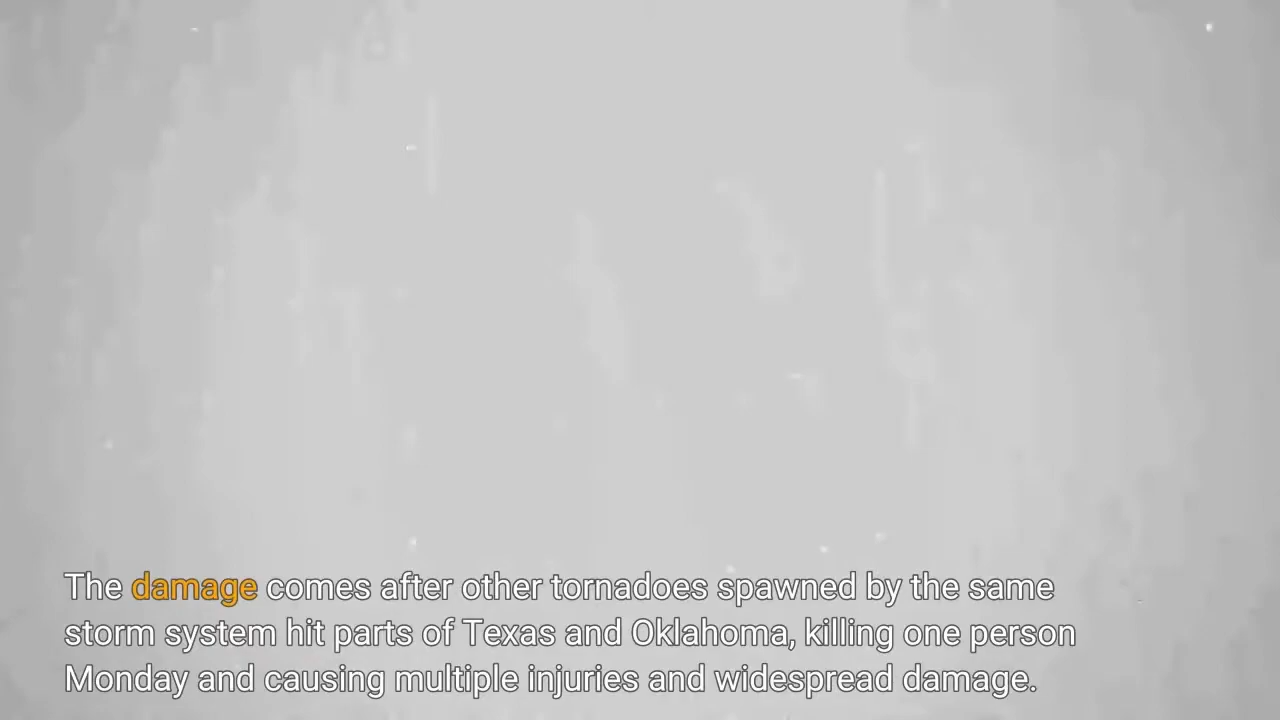 The damage comes after other tornadoes spawned by the same
storm system hit parts of Texas and Oklahoma, killing one person
Monday and causing multiple injuries and widespread damage.